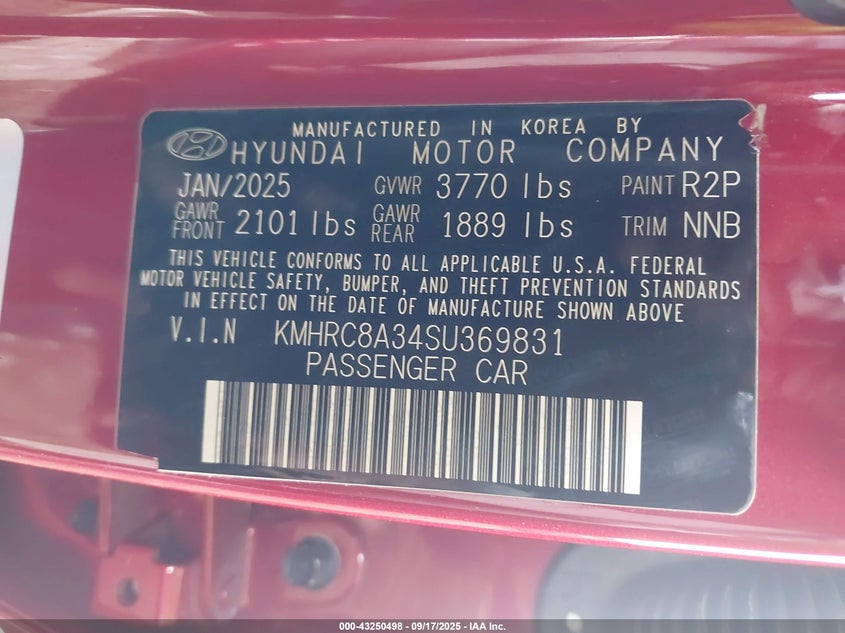 MANUFACTURED IN KOREA BY
HYUNDAI MOTOR COMPANY
JAN/2025 GVWR 3770 lbs PAINT R2P
GAWR FRONT 2101 lbs GAWR REAR 1889 lbs TRIM NNB
THIS VEHICLE CONFORMS TO ALL APPLICABLE U.S.A. FEDERAL
MOTOR VEHICLE SAFETY, BUMPER, AND THEFT PREVENTION STANDARDS
IN EFFECT ON THE DATE OF MANUFACTURE SHOWN ABOVE
V.I.N KMHRC8A34SU369831
PASSENGER CAR
000-43250498 - 09/17/2025 - IAA Inc.